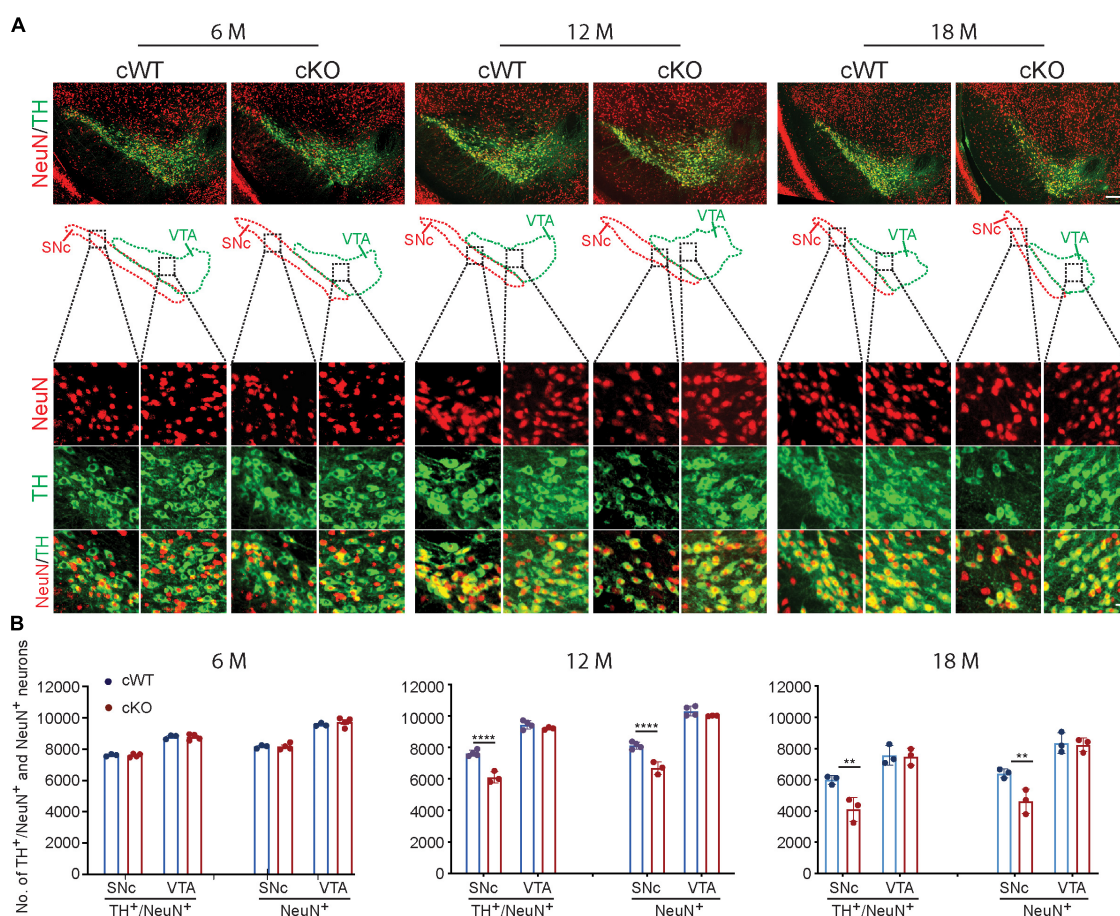 A
6 M
12 M
18 M
cWT
cKO
cWT
cKO
cWT
cKO
NeuN/TH
SNc
VTA
SNc
VTA
SNc
VTA
SNc
VTA
SNc
VTA
SNc
VTA
NeuN
TH
NeuN/TH
B
6 M
12 M
18 M
No. of TH⁺/NeuN⁺ and NeuN⁺ neurons
12000
10000
8000
6000
4000
2000
0
cWT
cKO
SNc
VTA
SNc
VTA
TH⁺/NeuN⁺
NeuN⁺
12000
10000
8000
6000
4000
2000
0
****
****
SNc
VTA
SNc
VTA
TH⁺/NeuN⁺
NeuN⁺
12000
10000
8000
6000
4000
2000
0
**
**
SNc
VTA
SNc
VTA
TH⁺/NeuN⁺
NeuN⁺